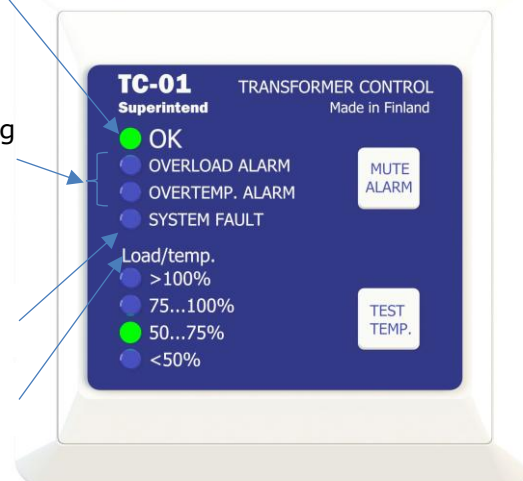 TC-01 TRANSFORMER CONTROL
Superintend Made in Finland
g
OK
OVERLOAD ALARM
OVERTEMP. ALARM
SYSTEM FAULT
MUTE
ALARM
Load/temp.
>100%
75...100%
50...75%
<50%
TEST
TEMP.